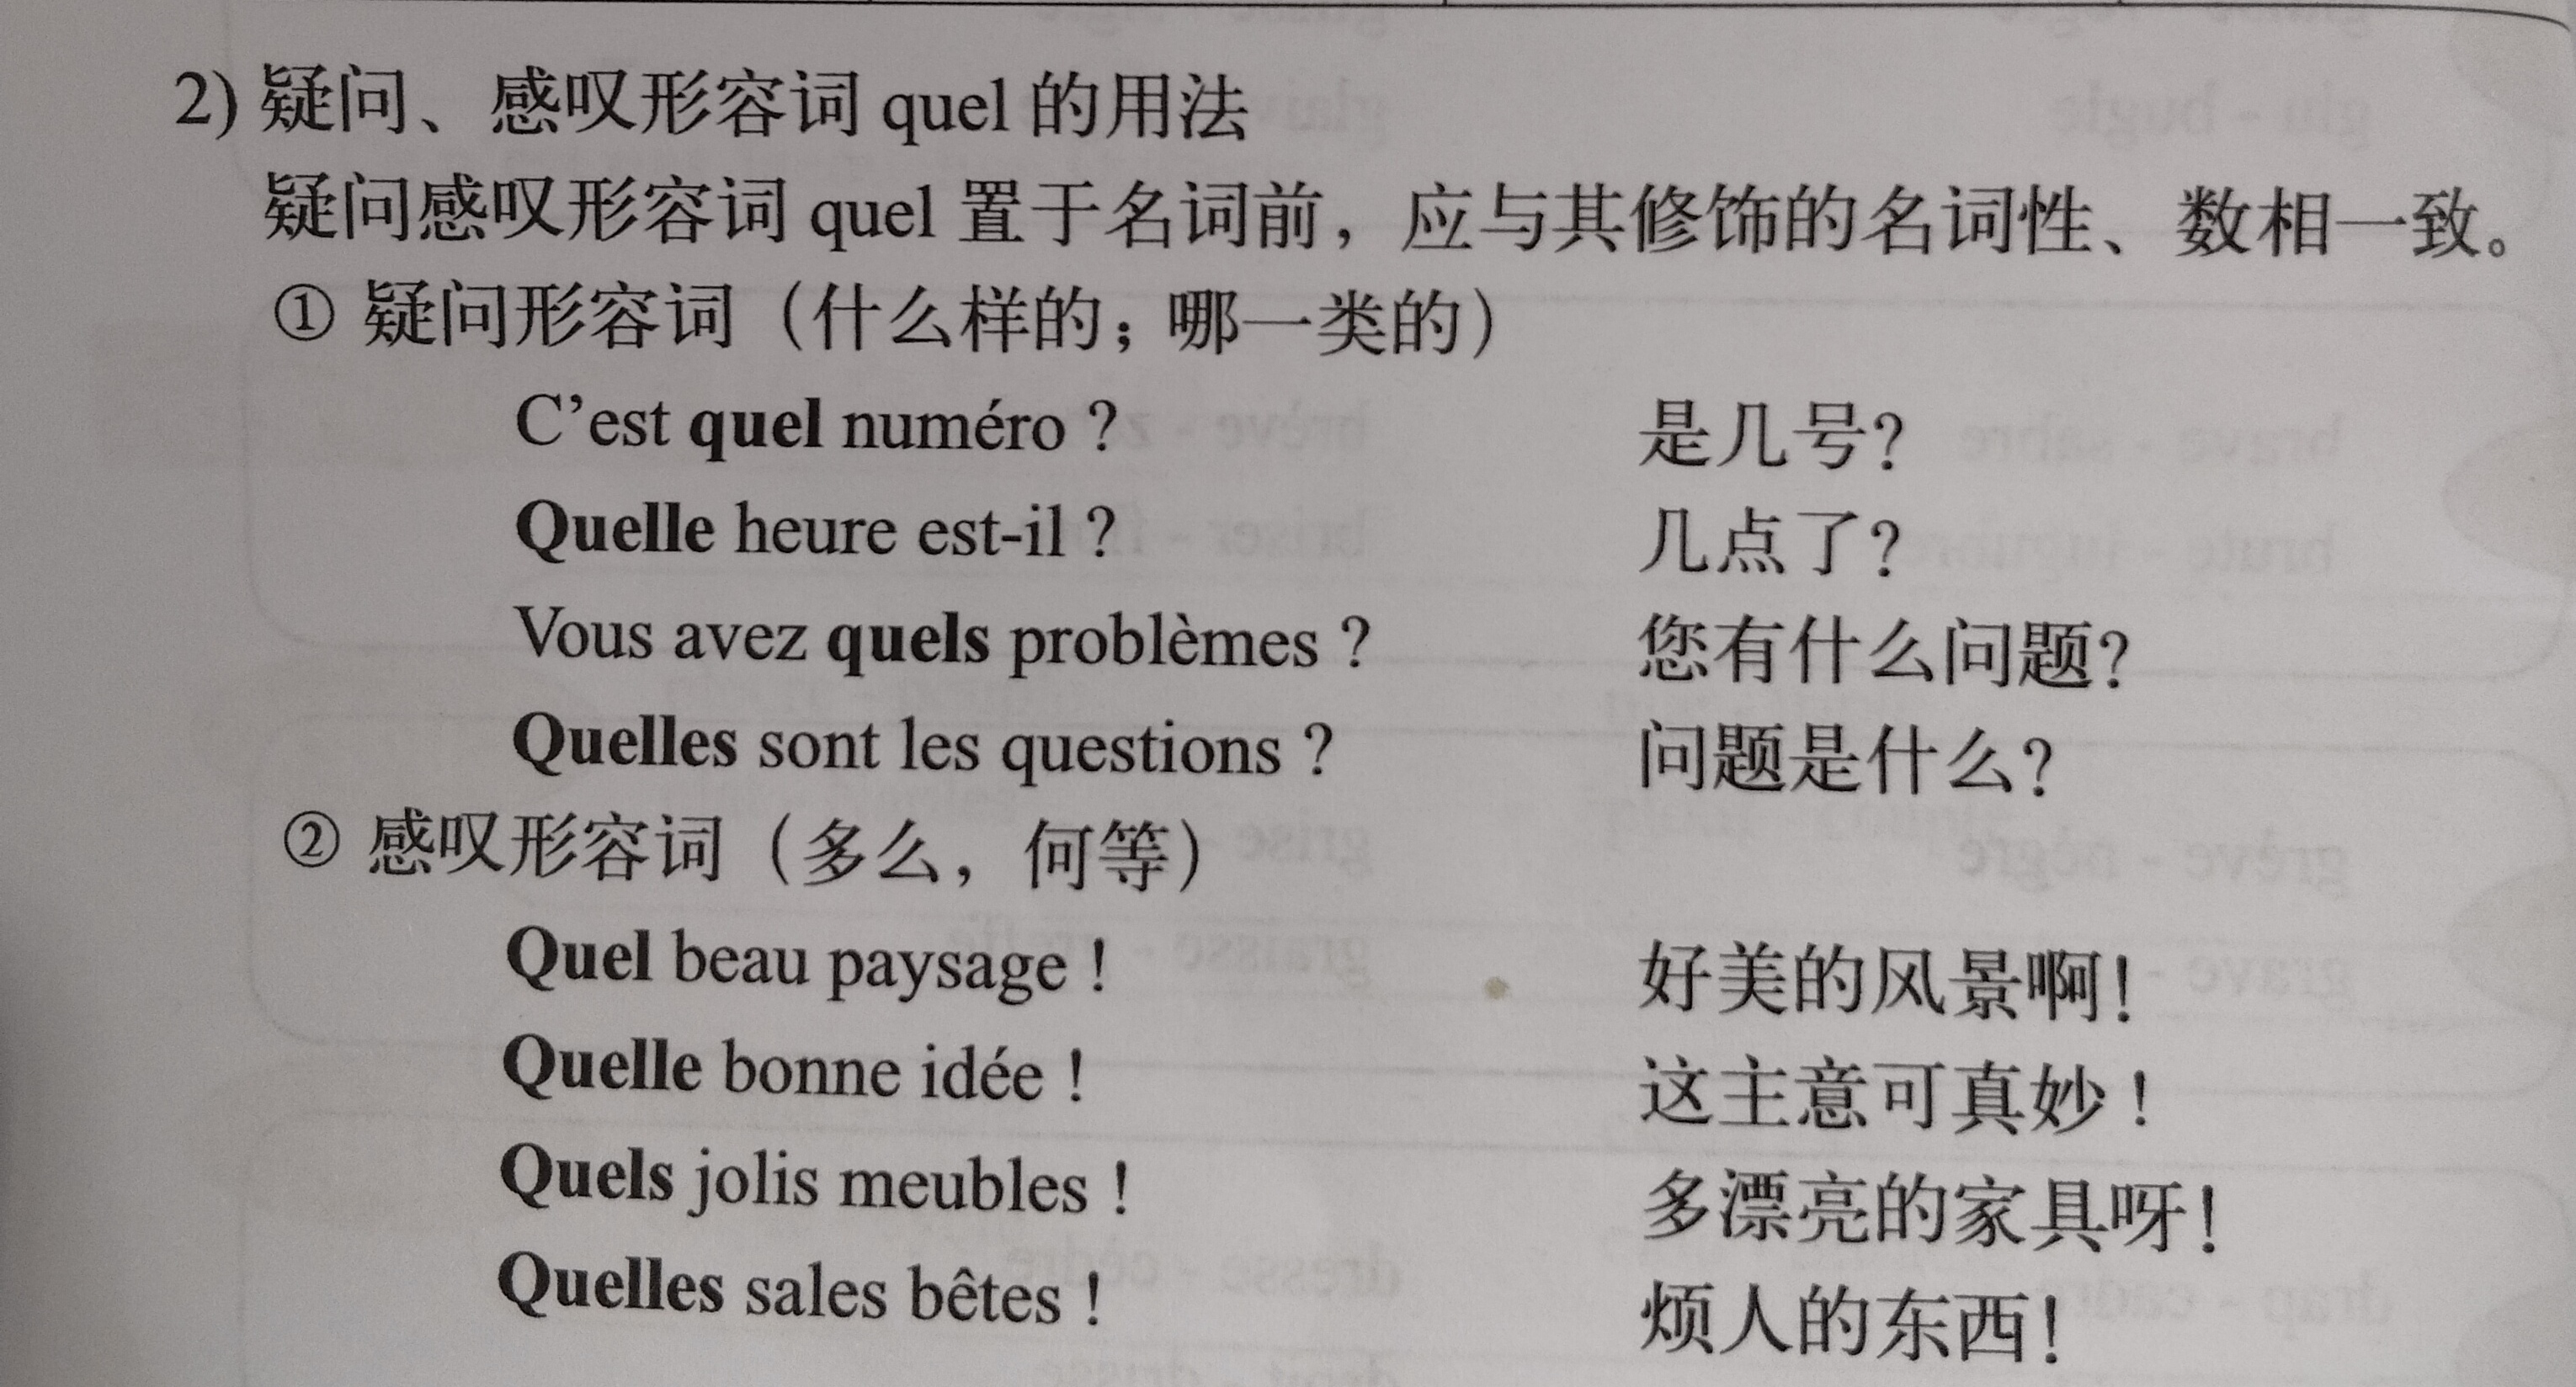 2) 疑问、感叹形容词 quel 的用法
疑问感叹形容词 quel 置于名词前，应与其修饰的名词性、数相一致。
① 疑问形容词（什么样的；哪一类的）
C’est quel numéro ? 是几号？
Quelle heure est-il ? 几点了？
Vous avez quels problèmes ? 您有什么问题？
Quelles sont les questions ? 问题是什么？
② 感叹形容词（多么，何等）
Quel beau paysage ! 好美的风景啊！
Quelle bonne idée ! 这主意可真妙！
Quels jolis meubles ! 多漂亮的家具呀！
Quelles sales bêtes ! 烦人的东西！